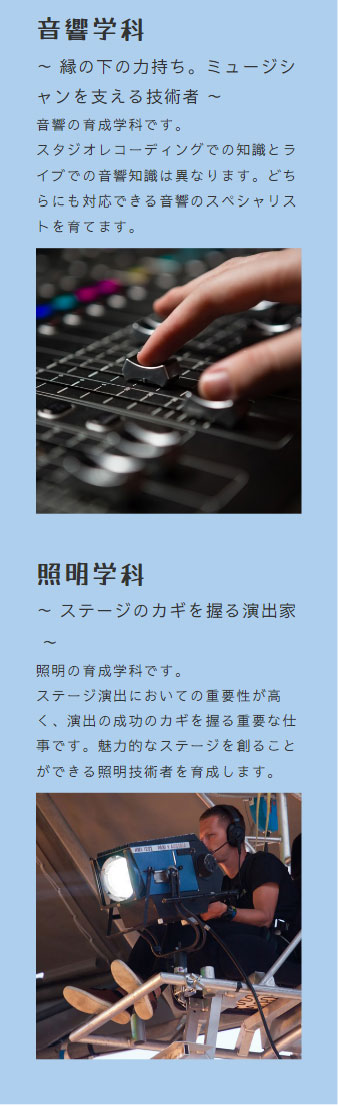 音響学科
～ 縁の下の力持ち。ミュージシ
ャンを支える技術者 ～
音響の育成学科です。
スタジオレコーディングでの知識とラ
イブでの音響知識は異なります。どち
らにも対応できる音響のスペシャリス
トを育てます。
照明学科
～ ステージのカギを握る演出家
～
照明の育成学科です。
ステージ演出においての重要性が高
く、演出の成功のカギを握る重要な仕
事です。魅力的なステージを創ること
ができる照明技術者を育成します。